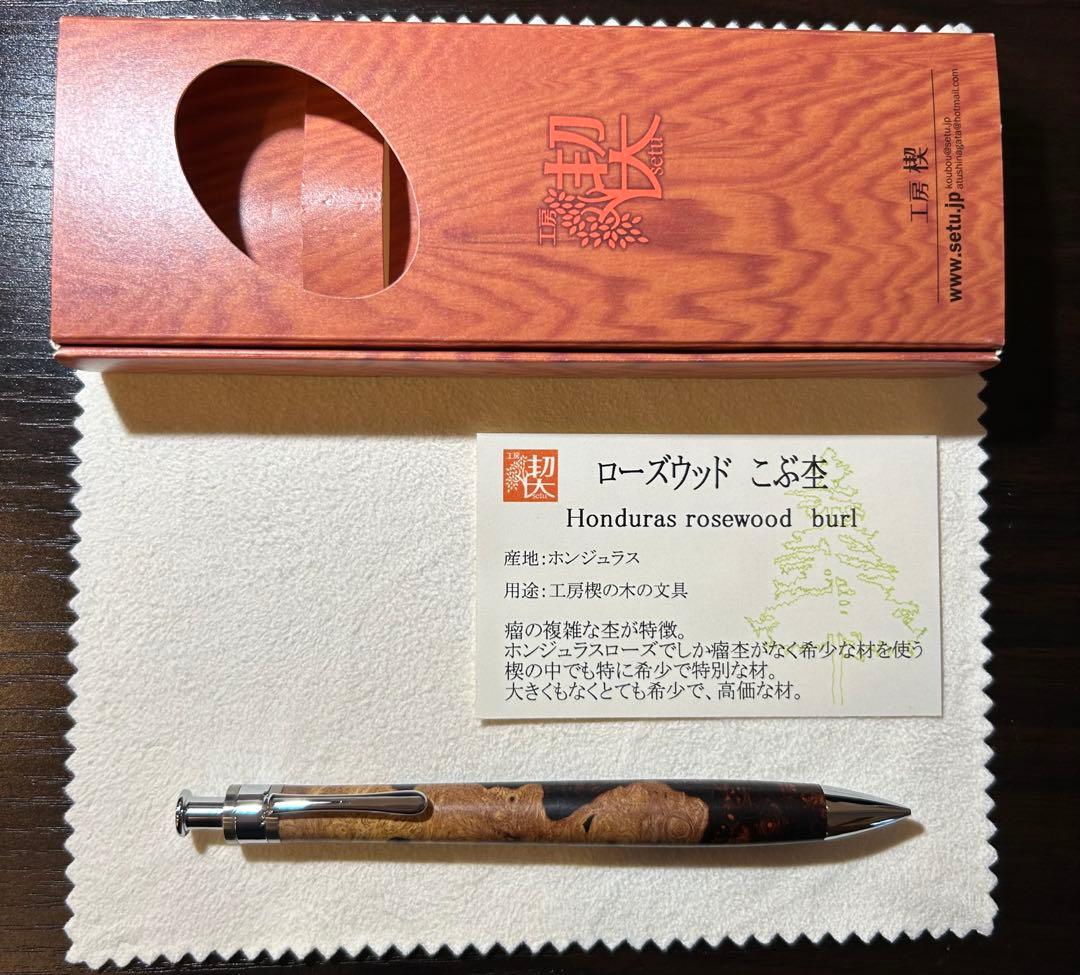 工房
楔
setu
工房 楔
www.setu.jp
koubou@setu.jp
atushinagata@hotmail.com
工房
楔
setu
ローズウッド こぶ杢
Honduras rosewood burl
産地:ホンジュラス
用途:工房楔の木の文具
瘤の複雑な杢が特徴。
ホンジュラスローズでしか瘤杢がなく希少な材を使う
楔の中でも特に希少で特別な材。
大きくもなくとても希少で、高価な材。